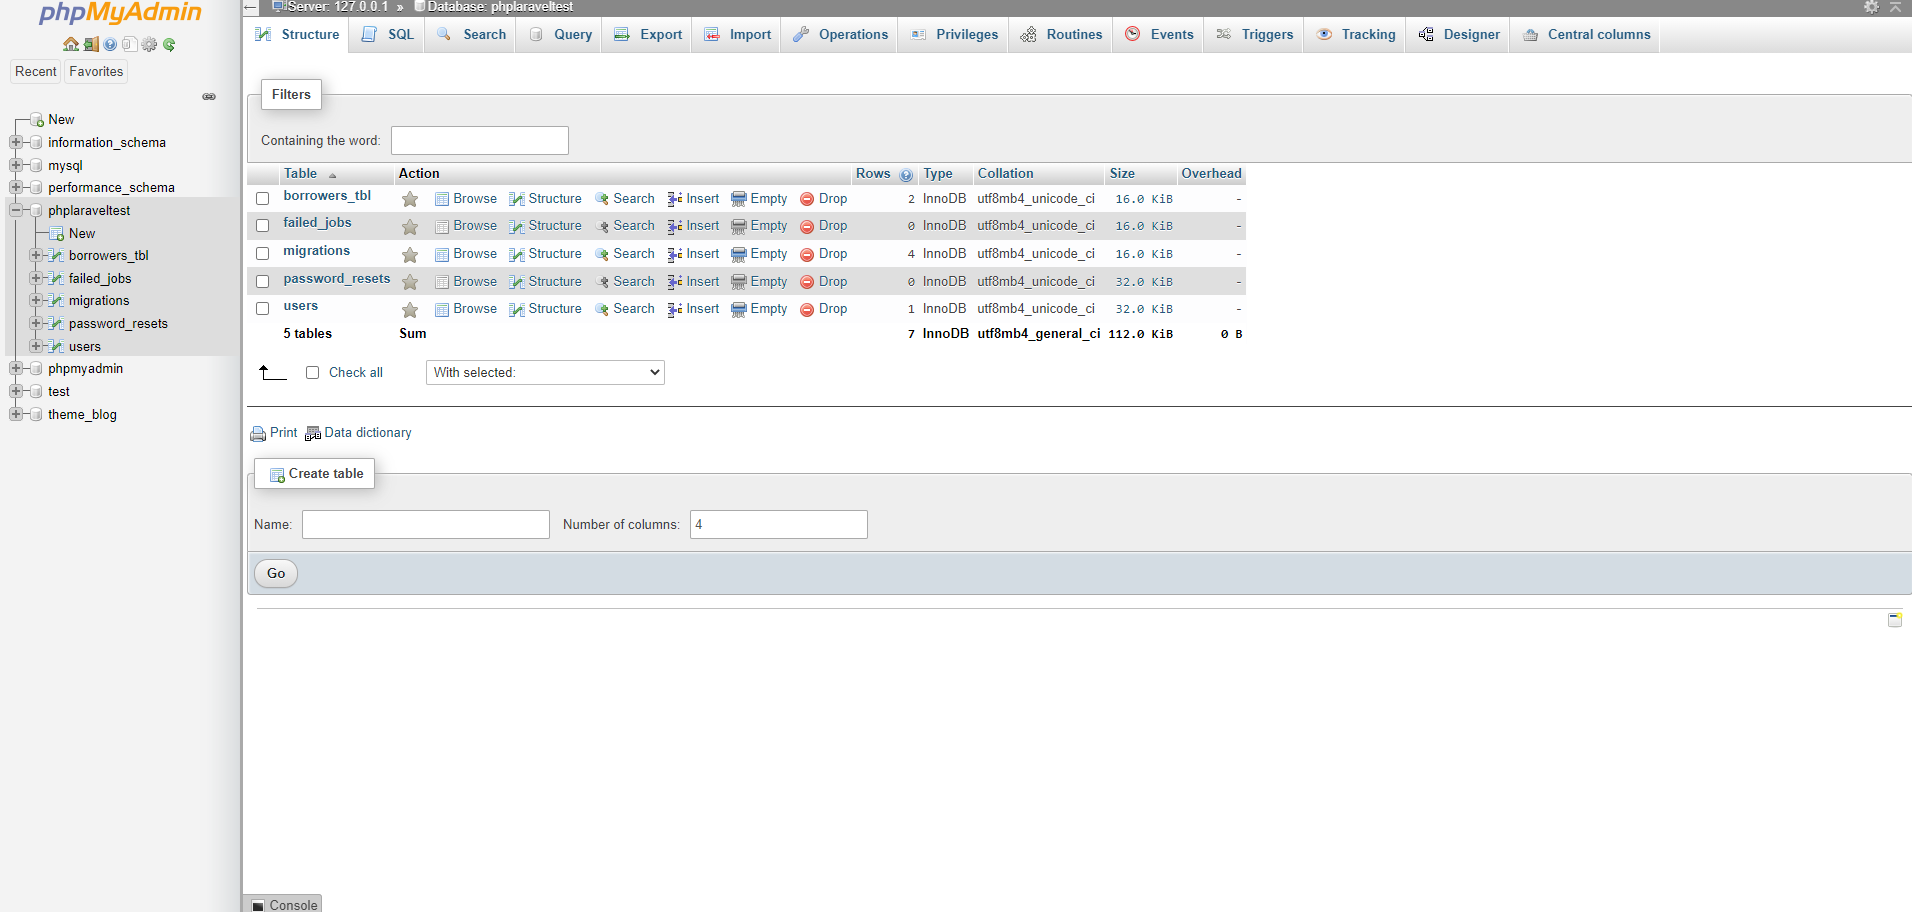 phpMyAdmin
Recent Favorites
New
information_schema
mysql
performance_schema
phplaraveltest
New
borrowers_tbl
failed_jobs
migrations
password_resets
users
phpmyadmin
test
theme_blog
Server: 127.0.0.1 » Database: phplaraveltest
Structure SQL Search Query Export Import Operations Privileges Routines Events Triggers Tracking Designer Central columns
Filters
Containing the word:
Table Action Rows Type Collation Size Overhead
borrowers_tbl Browse Structure Search Insert Empty Drop 2 InnoDB utf8mb4_unicode_ci 16.0 KiB -
failed_jobs Browse Structure Search Insert Empty Drop 0 InnoDB utf8mb4_unicode_ci 16.0 KiB -
migrations Browse Structure Search Insert Empty Drop 4 InnoDB utf8mb4_unicode_ci 16.0 KiB -
password_resets Browse Structure Search Insert Empty Drop 0 InnoDB utf8mb4_unicode_ci 32.0 KiB -
users Browse Structure Search Insert Empty Drop 1 InnoDB utf8mb4_unicode_ci 32.0 KiB -
5 tables Sum 7 InnoDB utf8mb4_general_ci 112.0 KiB 0 B
Check all With selected:
Print Data dictionary
Create table
Name: Number of columns: 4
Go
Console